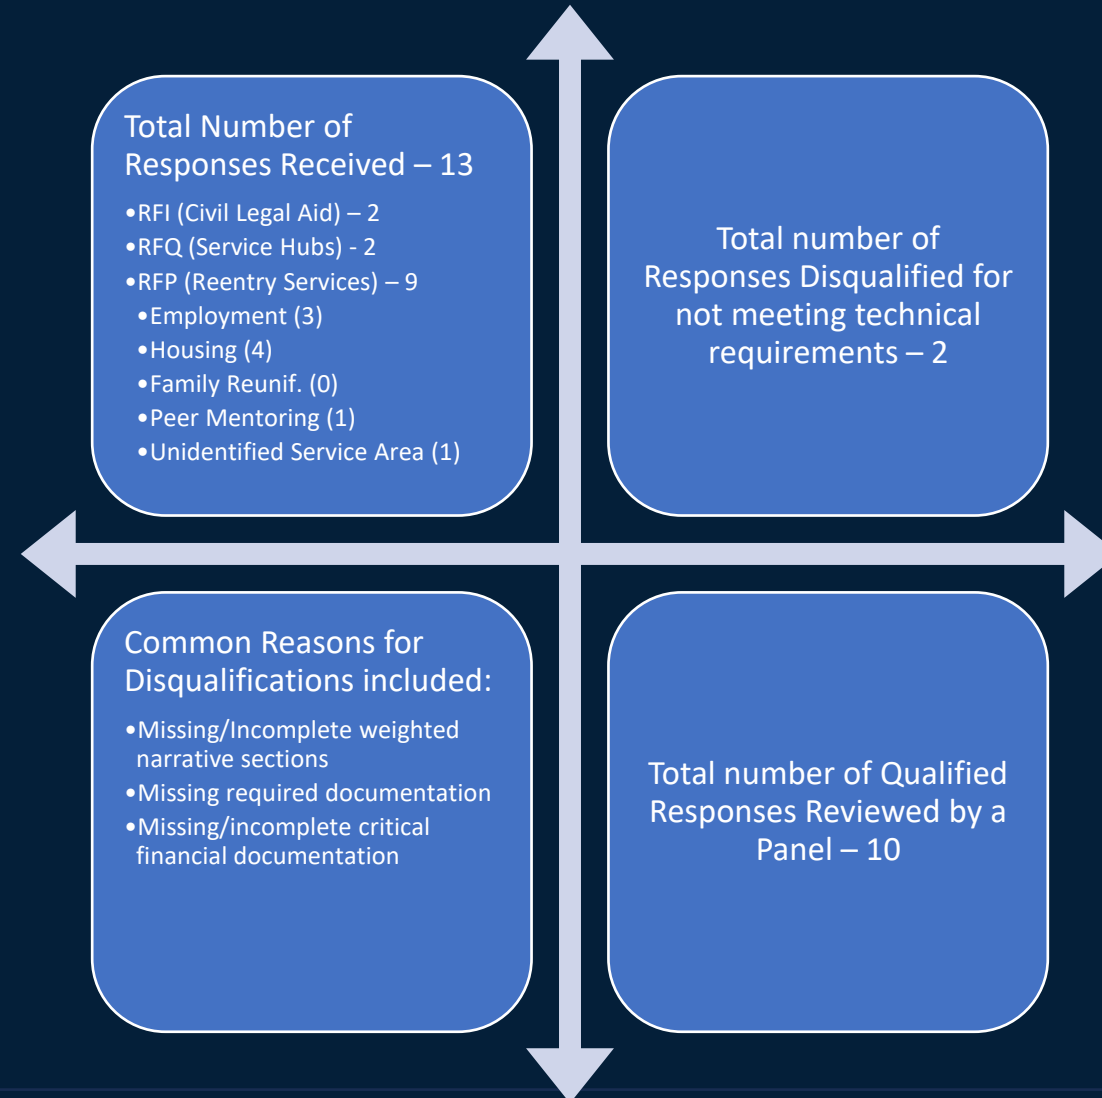 Total Number of
Responses Received – 13
•RFI (Civil Legal Aid) – 2
•RFQ (Service Hubs) - 2
•RFP (Reentry Services) – 9
•Employment (3)
•Housing (4)
•Family Reunif. (0)
•Peer Mentoring (1)
•Unidentified Service Area (1)
Total number of
Responses Disqualified for
not meeting technical
requirements – 2
Common Reasons for
Disqualifications included:
•Missing/Incomplete weighted
narrative sections
•Missing required documentation
•Missing/incomplete critical
financial documentation
Total number of Qualified
Responses Reviewed by a
Panel – 10